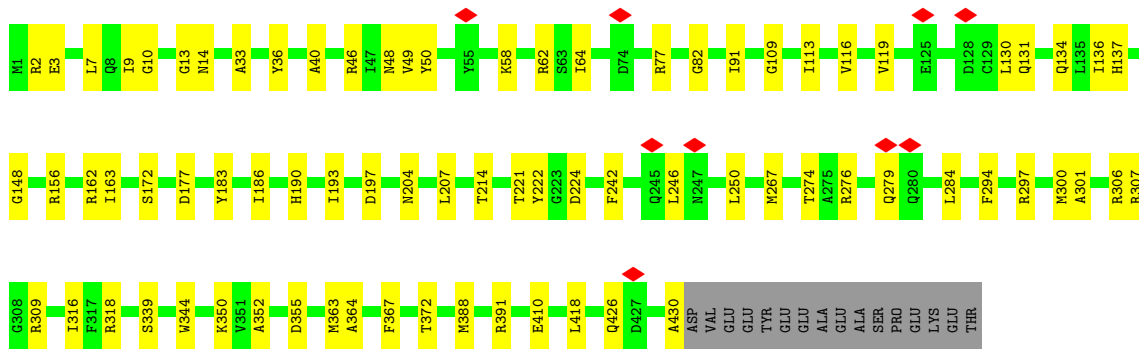 M1 R2 E3 L7 Q8 I9 G10 G13 N14 A33 Y36 A40 R46 I47 N48 V49 Y50 Y55 K58 R62 S63 I64 D74 R77 G82 I91 G109 I113 V116 V119 E125 D128 C129 L130 Q131 Q134 L135 I136 H137
G148 R156 R162 I163 S172 D177 Y183 I186 H190 I193 D197 N204 L207 T214 T221 Y222 G223 D224 F242 Q245 L246 N247 L250 M267 T274 A275 R276 Q279 Q280 L284 F294 R297 M300 A301 R306 R307
G308 R309 I316 F317 R318 S339 W344 K350 V351 A352 D355 M363 A364 F367 T372 M388 R391 E410 L418 Q426 D427 A430 ASP VAL GLU GLU TYR GLU GLU ALA GLU ALA SER PRO GLU LYS GLU THR